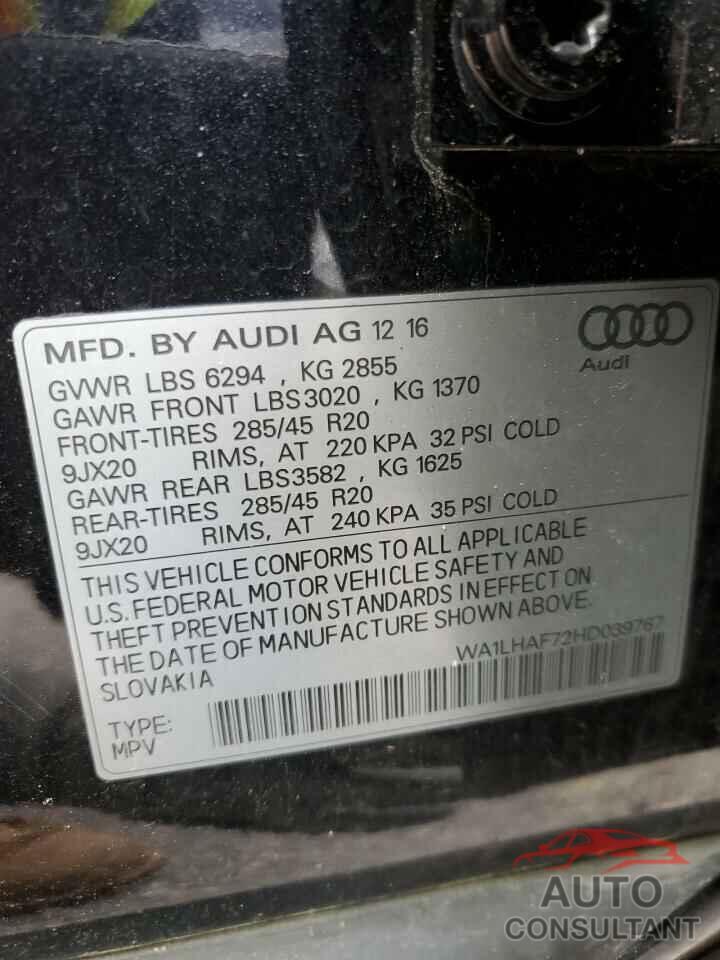 MFD. BY AUDI AG 12 16
Audi
GVWR LBS 6294 , KG 2855
GAWR FRONT LBS3020 , KG 1370
FRONT-TIRES 285/45 R20
9JX20 RIMS, AT 220 KPA 32 PSI COLD
GAWR REAR LBS3582 , KG 1625
REAR-TIRES 285/45 R20
9JX20 RIMS, AT 240 KPA 35 PSI COLD
THIS VEHICLE CONFORMS TO ALL APPLICABLE
U.S. FEDERAL MOTOR VEHICLE SAFETY AND
THEFT PREVENTION STANDARDS IN EFFECT ON
THE DATE OF MANUFACTURE SHOWN ABOVE.
SLOVAKIA
WA1LHAF72HD039767
TYPE:
MPV
AUTO
CONSULTANT